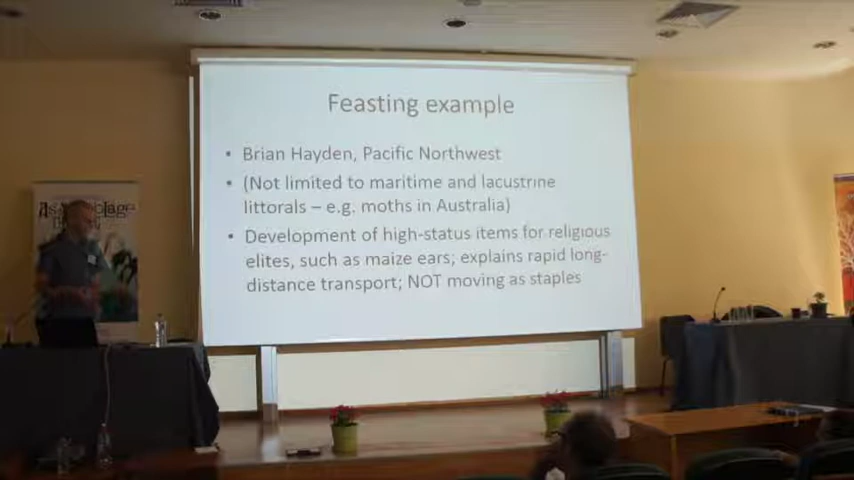 Feasting example
• Brian Hayden, Pacific Northwest
• (Not limited to maritime and lacustrine
littorals – e.g. moths in Australia)
• Development of high-status items for religious
elites, such as maize ears; explains rapid long-
distance transport; NOT moving as staples